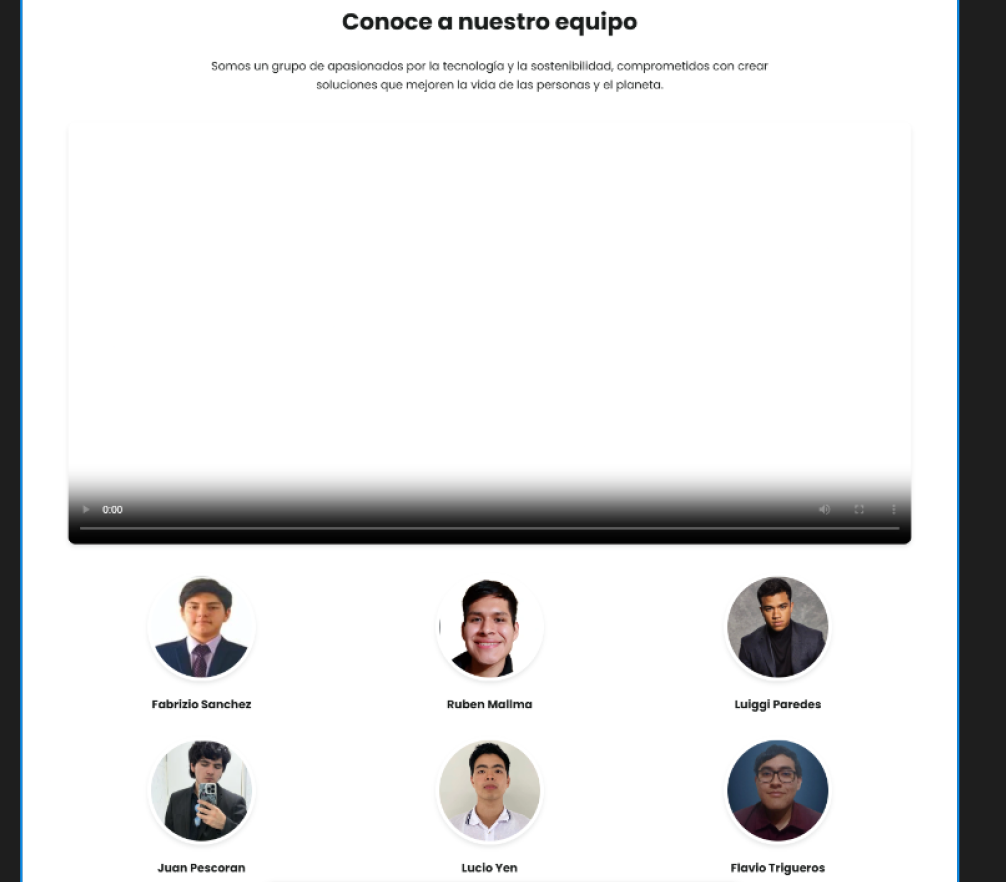 Conoce a nuestro equipo
Somos un grupo de apasionados por la tecnología y la sostenibilidad, comprometidos con crear
soluciones que mejoren la vida de las personas y el planeta.
0:00
Fabrizio Sanchez
Ruben Mallma
Luiggi Paredes
Juan Pescoran
Lucio Yen
Flavio Trigueros